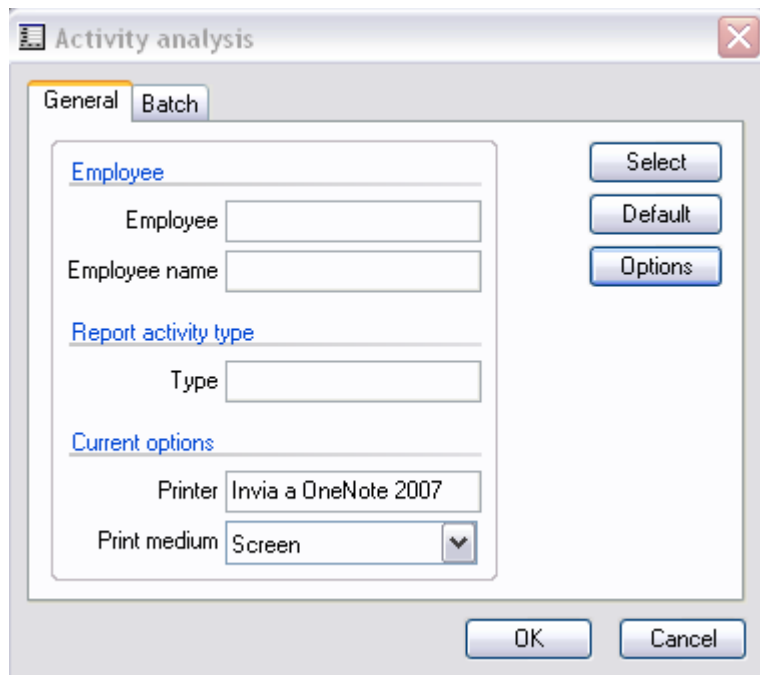 Activity analysis
General Batch
Employee
Select
Employee
Default
Employee name
Options
Report activity type
Type
Current options
Printer Invia a OneNote 2007
Print medium Screen
OK Cancel